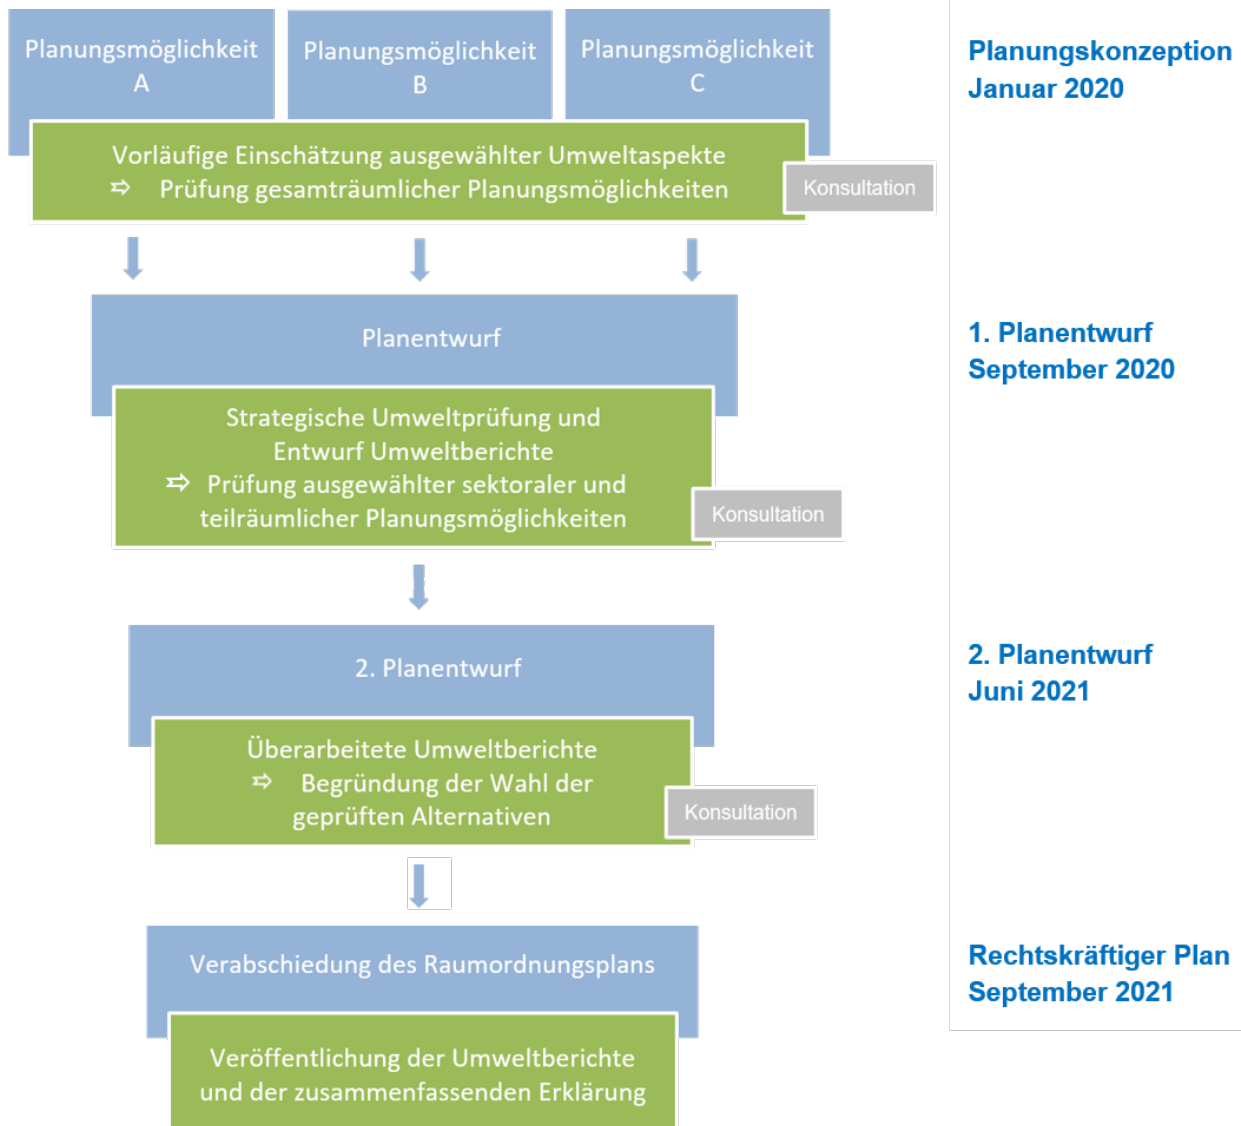 Planungsmöglichkeit
A
Planungsmöglichkeit
B
Planungsmöglichkeit
C
Planungskonzeption
Januar 2020
Vorläufige Einschätzung ausgewählter Umweltaspekte
⇨ Prüfung gesamträumlicher Planungsmöglichkeiten
Konsultation
Planentwurf
1. Planentwurf
September 2020
Strategische Umweltprüfung und
Entwurf Umweltberichte
⇨ Prüfung ausgewählter sektoraler und
teilräumlicher Planungsmöglichkeiten
Konsultation
2. Planentwurf
2. Planentwurf
Juni 2021
Überarbeitete Umweltberichte
⇨ Begründung der Wahl der
geprüften Alternativen
Konsultation
Verabschiedung des Raumordnungsplans
Rechtskräftiger Plan
September 2021
Veröffentlichung der Umweltberichte
und der zusammenfassenden Erklärung